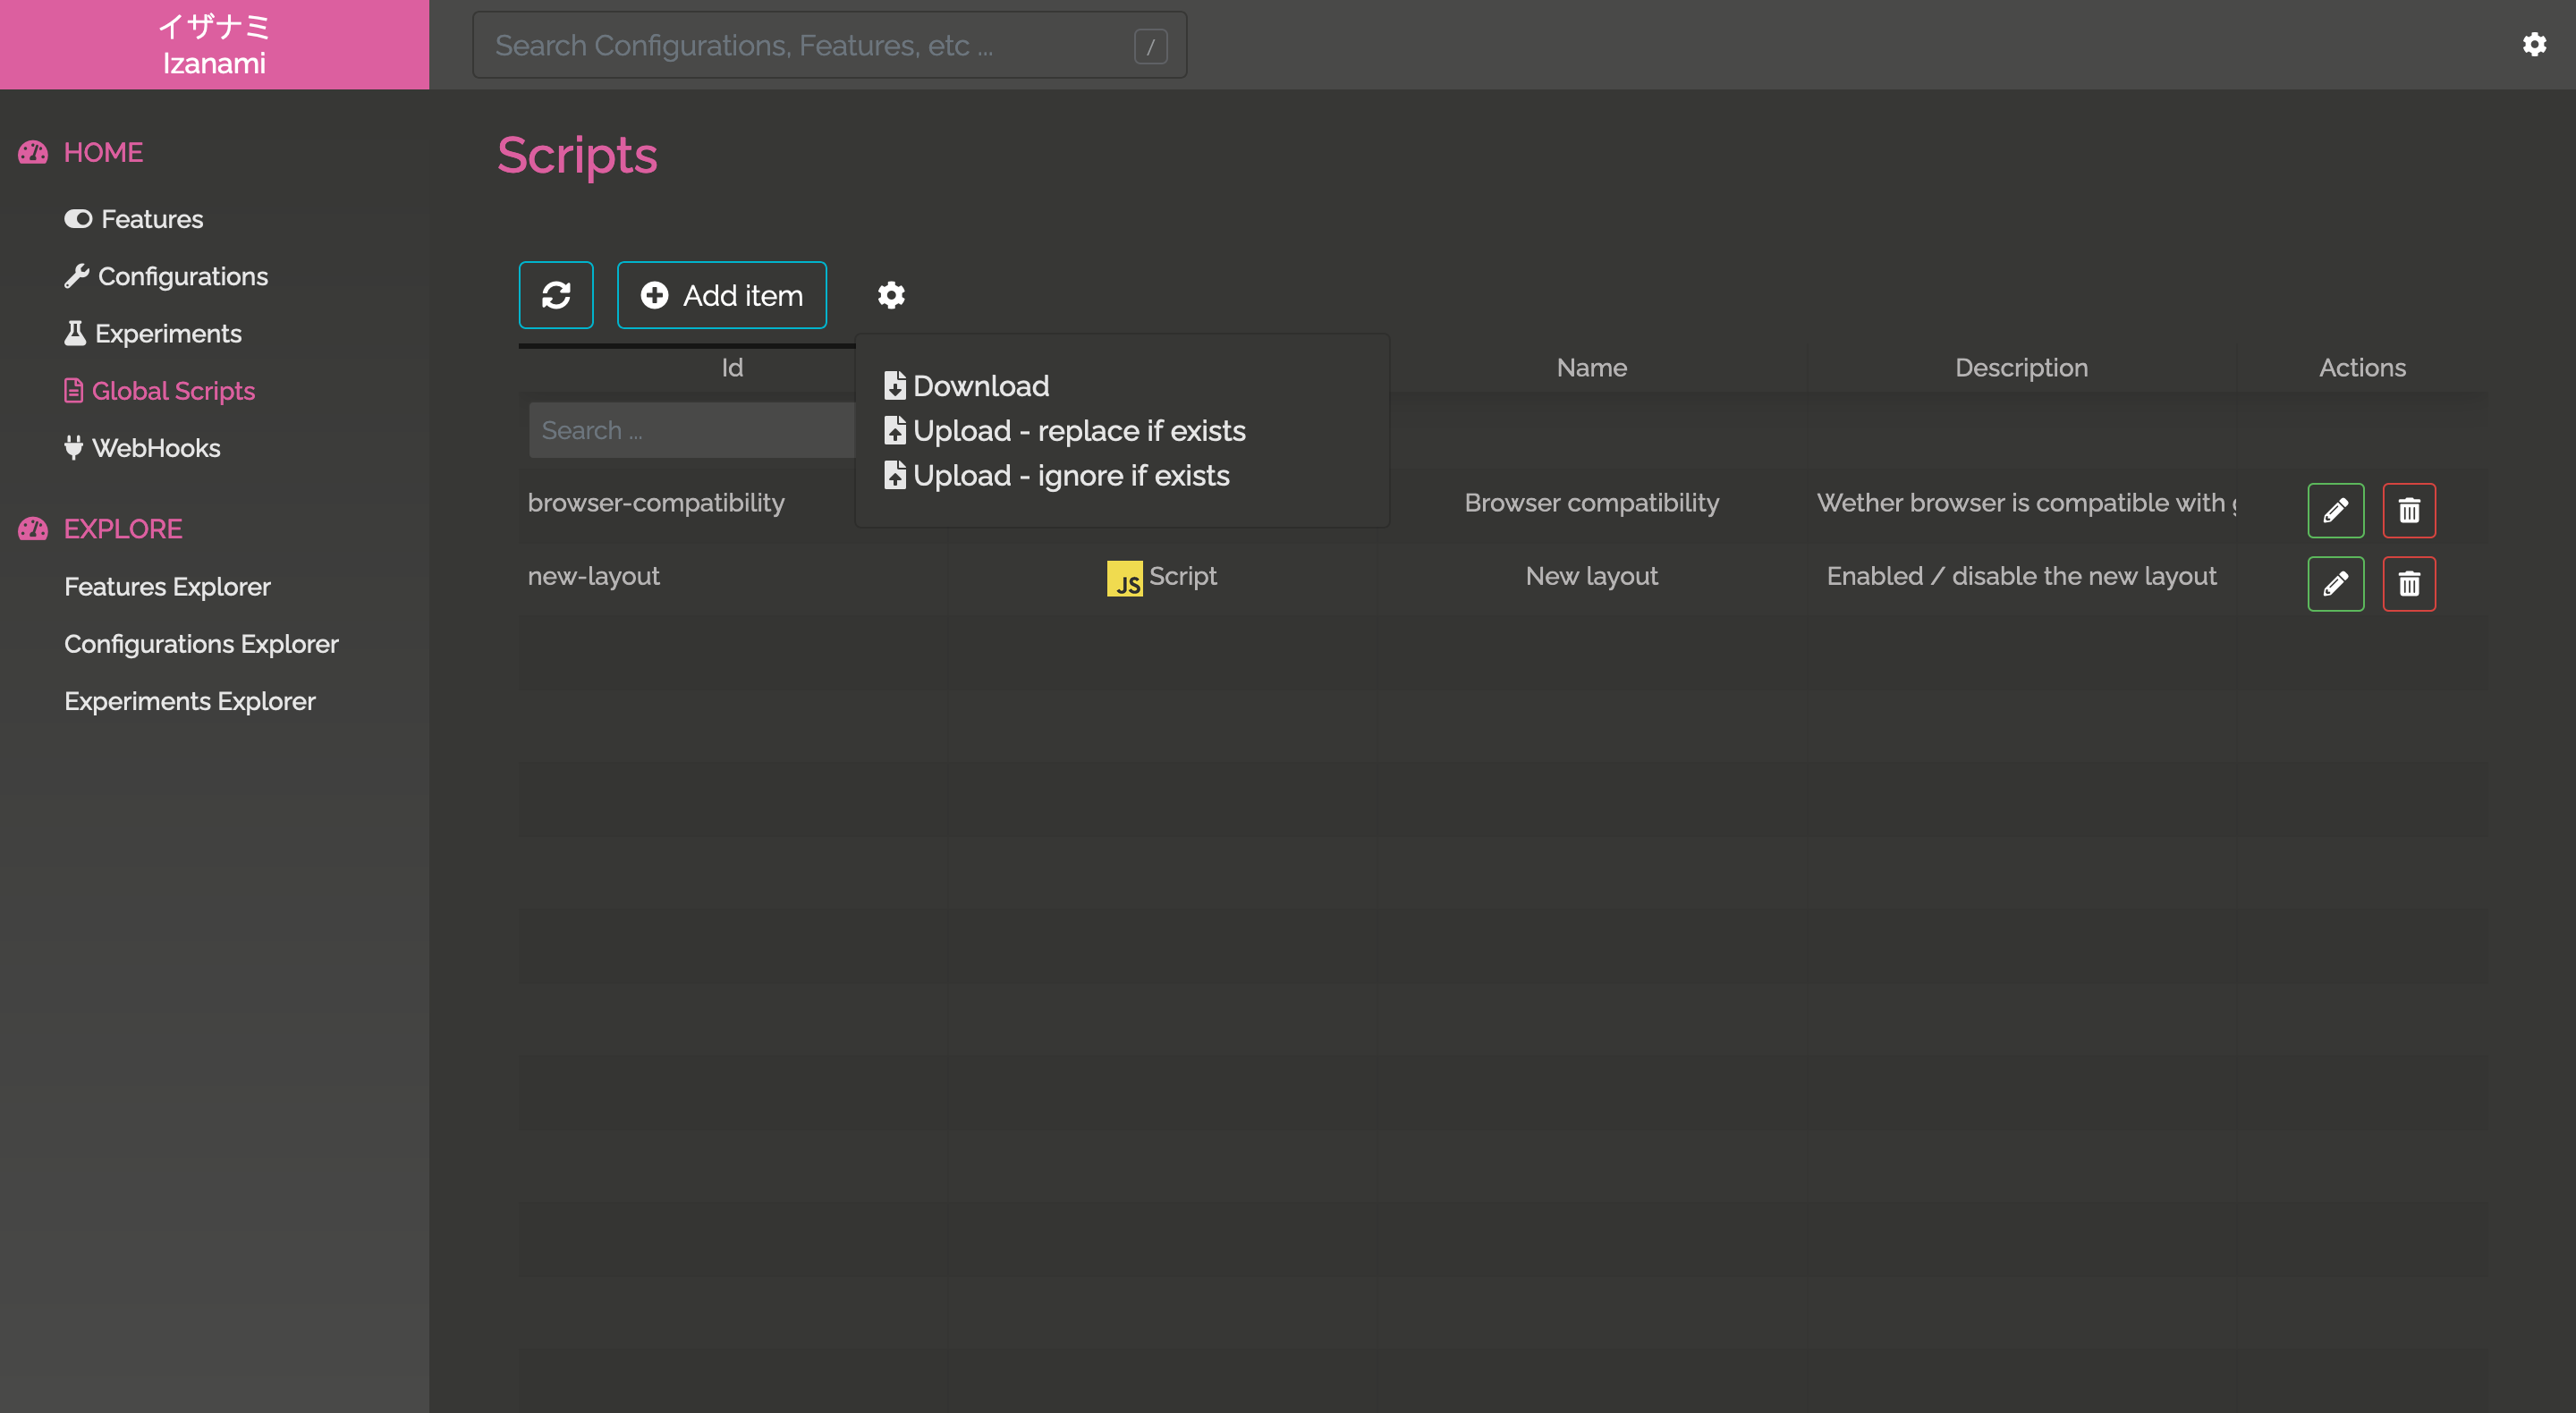 イザナミ
Izanami
Search Configurations, Features, etc ...
/
HOME
Features
Configurations
Experiments
Global Scripts
WebHooks
EXPLORE
Features Explorer
Configurations Explorer
Experiments Explorer
Scripts
Add item
Download
Upload - replace if exists
Upload - ignore if exists
Id Name Description Actions
Search ...
browser-compatibility Browser compatibility Wether browser is compatible with
new-layout JS Script New layout Enabled / disable the new layout